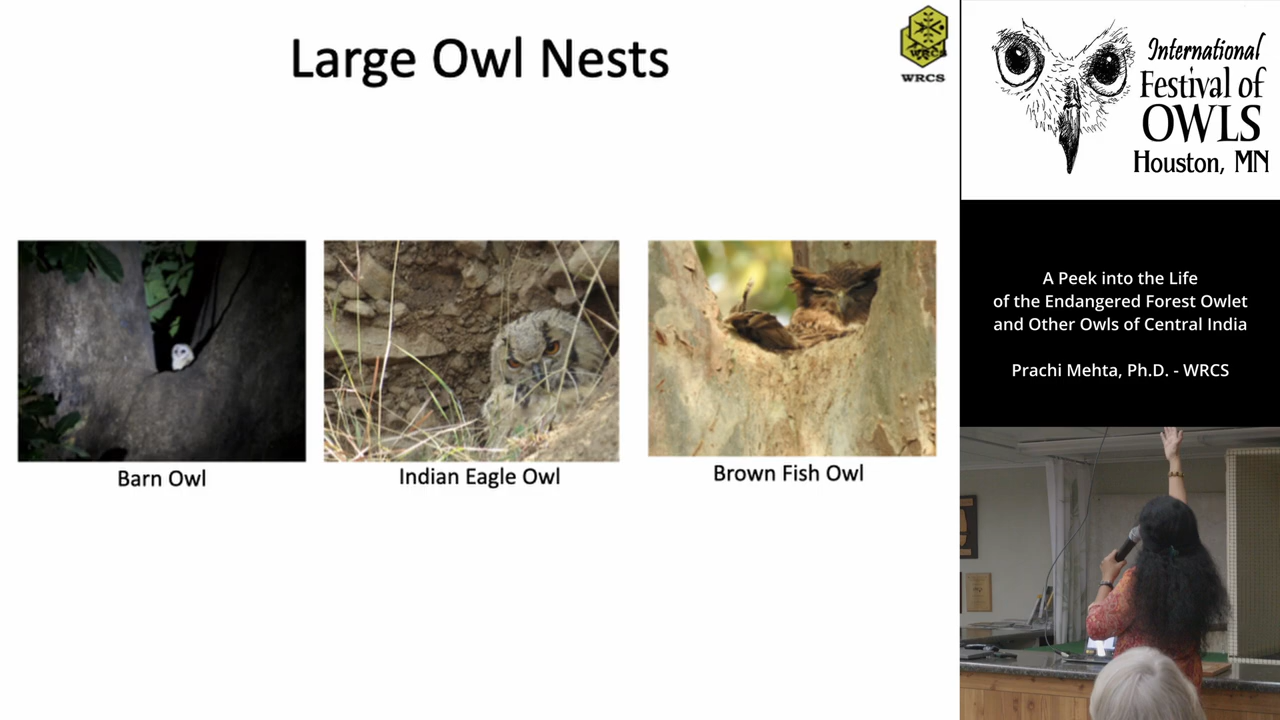 Large Owl Nests
WRCS
WRCS
Barn Owl
Indian Eagle Owl
Brown Fish Owl
International
Festival of
OWLS
Houston, MN
A Peek into the Life
of the Endangered Forest Owlet
and Other Owls of Central India
Prachi Mehta, Ph.D. - WRCS